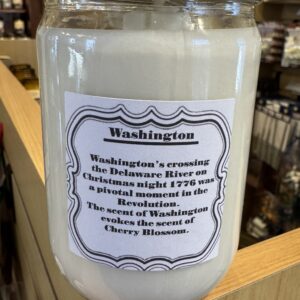 Washington
Washington's crossing
the Delaware River on
Christmas night 1776 was
a pivotal moment in the
Revolution.
The scent of Washington
evokes the scent of
Cherry Blossom.